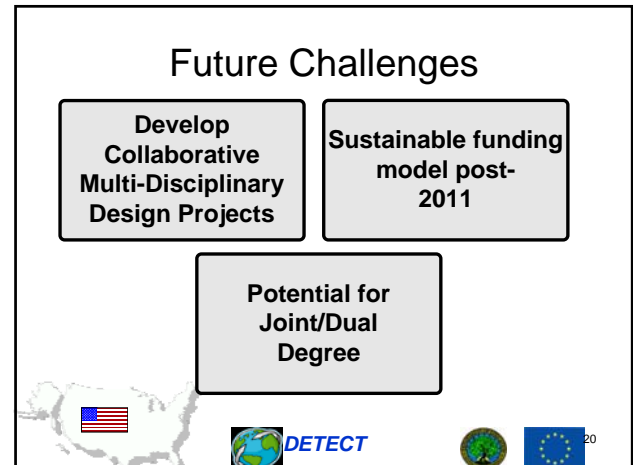 Future Challenges
Develop
Collaborative
Multi-Disciplinary
Design Projects
Sustainable funding
model post-
2011
Potential for
Joint/Dual
Degree
DETECT
20